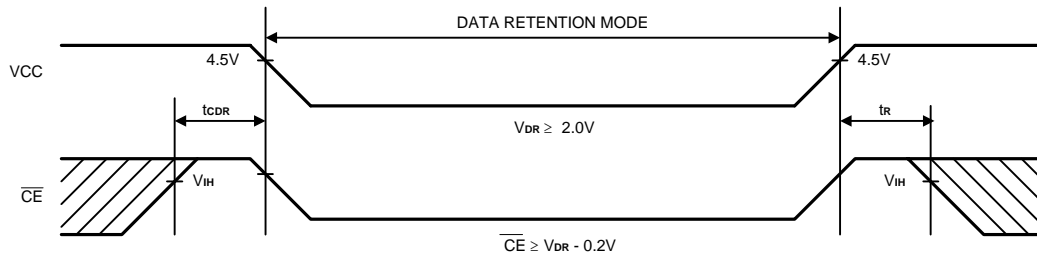 DATA RETENTION MODE
VCC
4.5V
4.5V
tCDR
VDR ≥ 2.0V
tR
CE
VIH
VIH
CE ≥ VDR - 0.2V